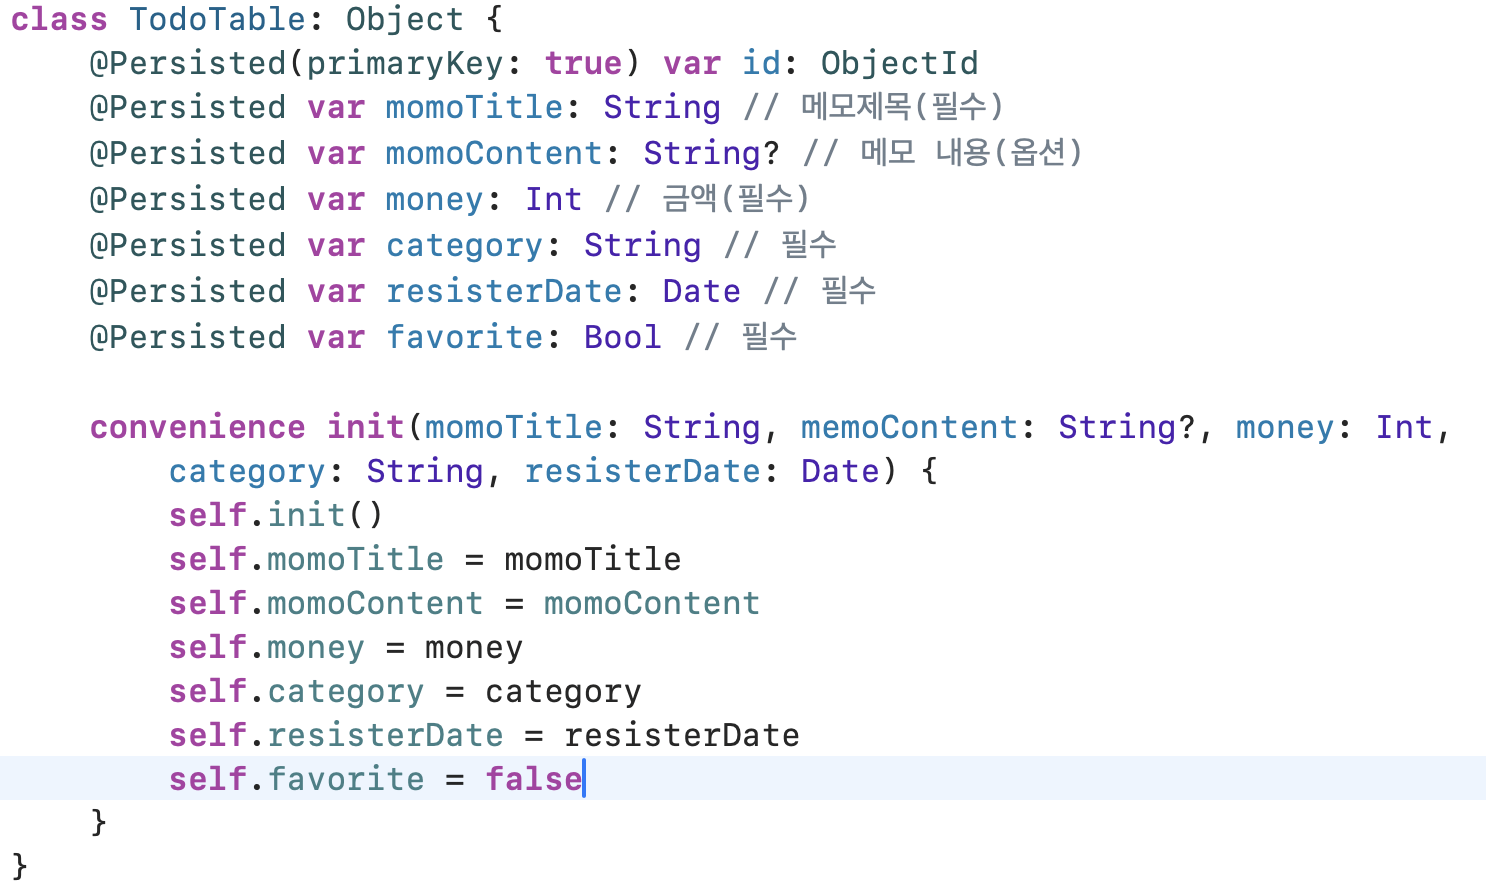 class TodoTable: Object {
    @Persisted(primaryKey: true) var id: ObjectId
    @Persisted var momoTitle: String // 메모제목(필수)
    @Persisted var momoContent: String? // 메모 내용(옵션)
    @Persisted var money: Int // 금액(필수)
    @Persisted var category: String // 필수
    @Persisted var resisterDate: Date // 필수
    @Persisted var favorite: Bool // 필수

    convenience init(momoTitle: String, memoContent: String?, money: Int,
        category: String, resisterDate: Date) {
        self.init()
        self.momoTitle = momoTitle
        self.momoContent = momoContent
        self.money = money
        self.category = category
        self.resisterDate = resisterDate
        self.favorite = false
    }
}